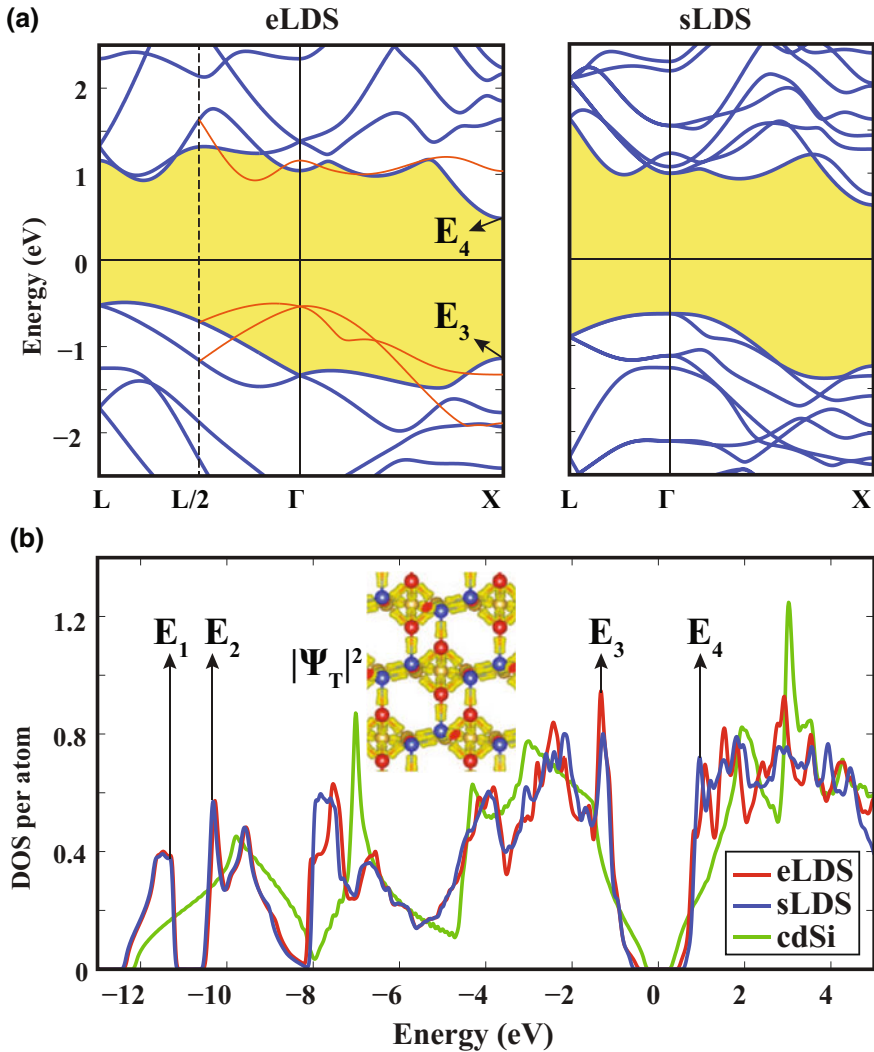 (a)
eLDS
sLDS
Energy (eV)
2
1
0
−1
−2
E4
E3
L
L/2
Γ
X
L
Γ
X
(b)
DOS per atom
1.2
0.8
0.4
0
E1
E2
|ΨT|2
E3
E4
eLDS
sLDS
cdSi
−12
−10
−8
−6
−4
−2
0
2
4
Energy (eV)